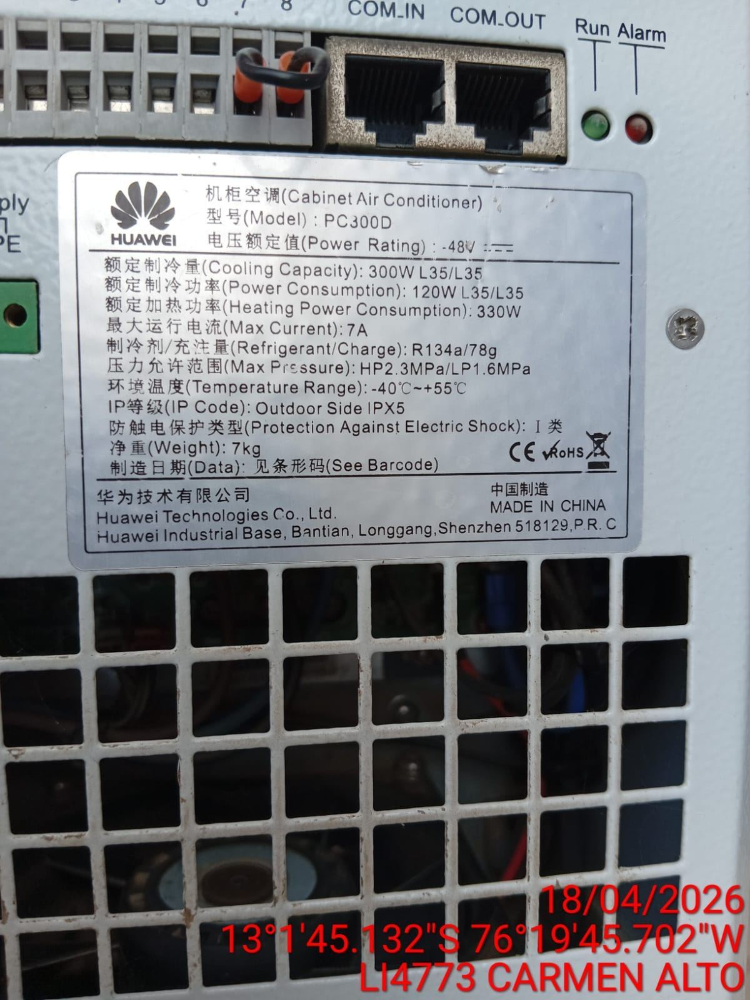 7 8 COM_IN COM_OUT Run Alarm
机柜空调(Cabinet Air Conditioner)
型号(Model) : PC300D
HUAWEI
电压额定值(Power Rating) : -48V
额定制冷量(Cooling Capacity): 300W L35/L35
额定制冷功率(Power Consumption): 120W L35/L35
额定加热功率(Heating Power Consumption): 330W
最大运行电流(Max Current): 7A
制冷剂/充注量(Refrigerant/Charge): R134a/78g
压力允许范围(Max Pressure): HP2.3MPa/LP1.6MPa
环境温度(Temperature Range): -40℃~+55℃
IP等级(IP Code): Outdoor Side IPX5
防触电保护类型(Protection Against Electric Shock): I 类
净重(Weight): 7kg
CE RoHS
制造日期(Data): 见条形码(See Barcode)
华为技术有限公司
中国制造
Huawei Technologies Co., Ltd.
MADE IN CHINA
Huawei Industrial Base, Bantian, Longgang,Shenzhen 518129,P.R. C
18/04/2026
13°1'45.132"S 76°19'45.702"W
LI4773 CARMEN ALTO